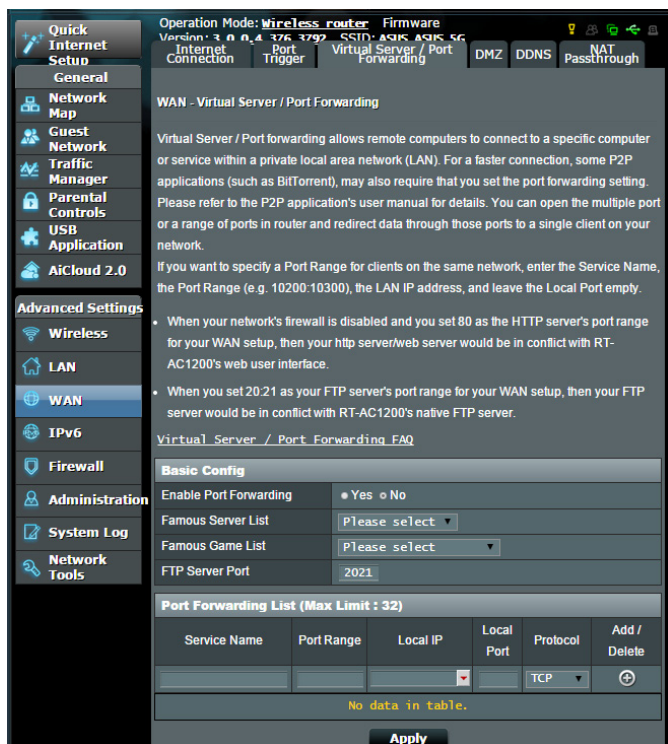 Quick
Internet
Setup
Operation Mode: Wireless router Firmware
Version: 3.0.0.4.376.3792 SSID: ASUS ASUS_5G
Internet
Connection
Port
Trigger
Virtual Server / Port
Forwarding
DMZ
DDNS
NAT
Passthrough
General
Network
Map
Guest
Network
Traffic
Manager
Parental
Controls
USB
Application
AiCloud 2.0
Advanced Settings
Wireless
LAN
WAN
IPv6
Firewall
Administration
System Log
Network
Tools
WAN - Virtual Server / Port Forwarding
Virtual Server / Port forwarding allows remote computers to connect to a specific computer
or service within a private local area network (LAN). For a faster connection, some P2P
applications (such as BitTorrent), may also require that you set the port forwarding setting.
Please refer to the P2P application's user manual for details. You can open the multiple port
or a range of ports in router and redirect data through those ports to a single client on your
network.
If you want to specify a Port Range for clients on the same network, enter the Service Name,
the Port Range (e.g. 10200:10300), the LAN IP address, and leave the Local Port empty.
• When your network's firewall is disabled and you set 80 as the HTTP server's port range
for your WAN setup, then your http server/web server would be in conflict with RT-
AC1200's web user interface.
• When you set 20:21 as your FTP server's port range for your WAN setup, then your FTP
server would be in conflict with RT-AC1200's native FTP server.
Virtual Server / Port Forwarding FAQ
Basic Config
Enable Port Forwarding Yes No
Famous Server List Please select
Famous Game List Please select
FTP Server Port 2021
Port Forwarding List (Max Limit : 32)
Service Name
Port Range
Local IP
Local
Port
Protocol
Add /
Delete
TCP
No data in table.
Apply